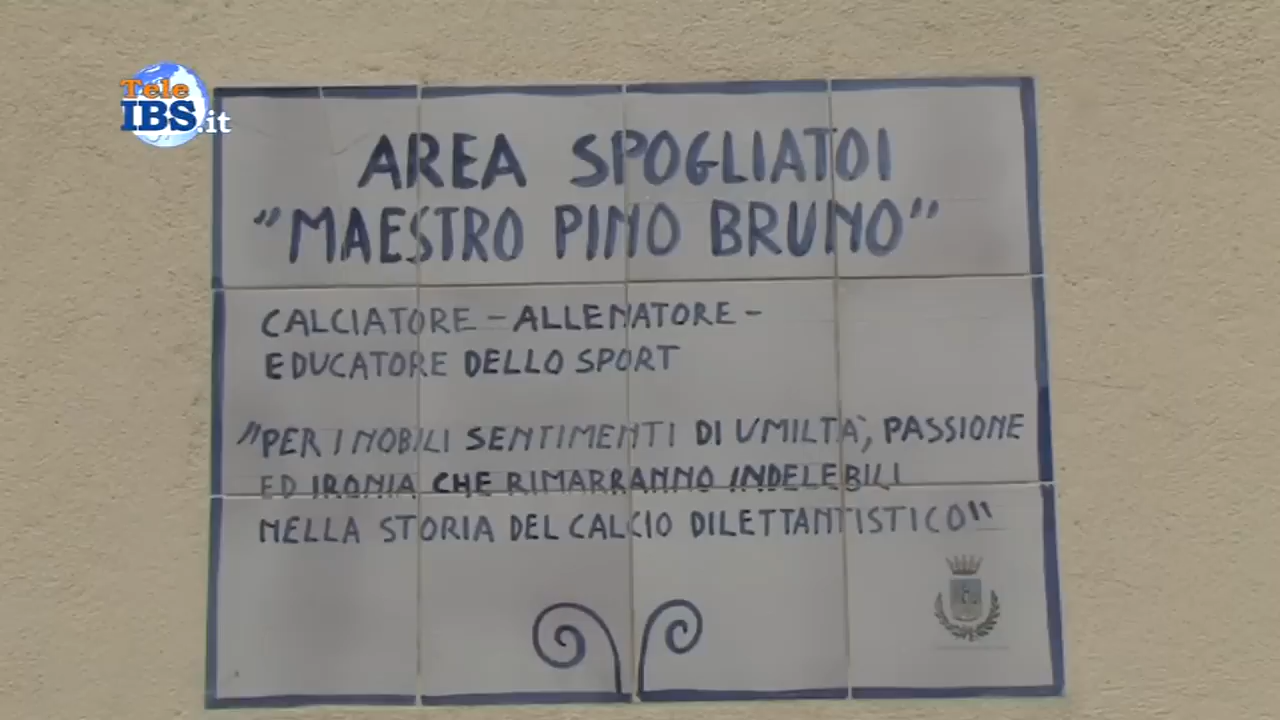 Tele
IBS.it
AREA SPOGLIATOI
"MAESTRO PINO BRUNO"
CALCIATORE - ALLENATORE -
EDUCATORE DELLO SPORT
"PER I NOBILI SENTIMENTI DI UMILTA', PASSIONE
ED IRONIA CHE RIMARRANNO INDELEBILI
NELLA STORIA DEL CALCIO DILETTANTISTICO"